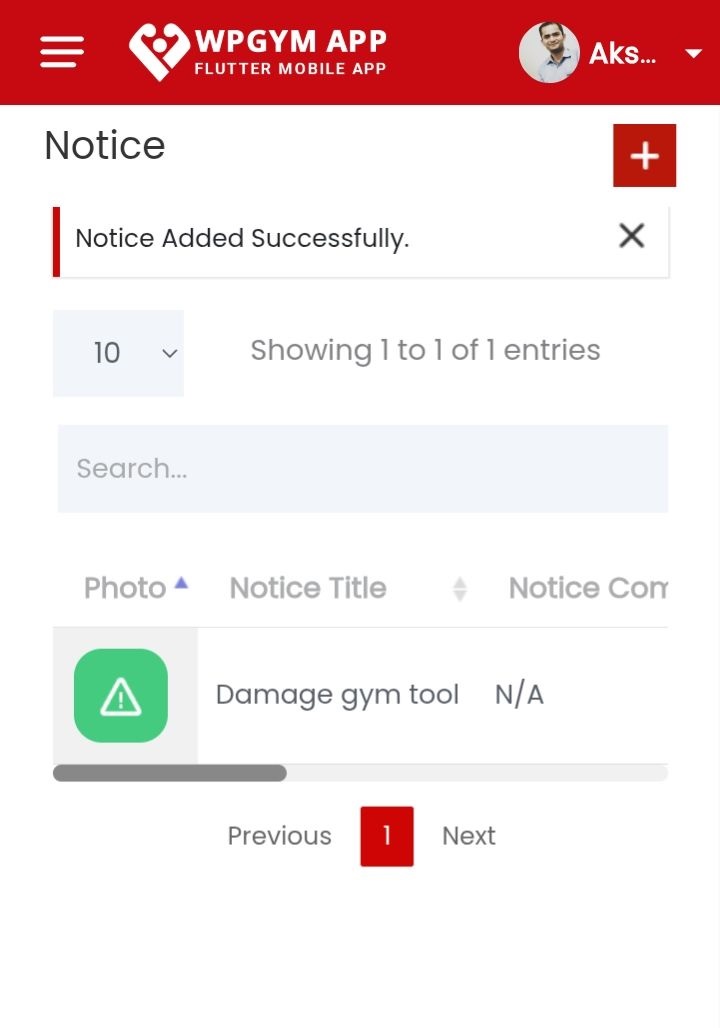 WPGYM APP
FLUTTER MOBILE APP
Aks...
Notice
+
Notice Added Successfully.
10
Showing 1 to 1 of 1 entries
Search...
Photo Notice Title Notice Com
Damage gym tool N/A
Previous 1 Next